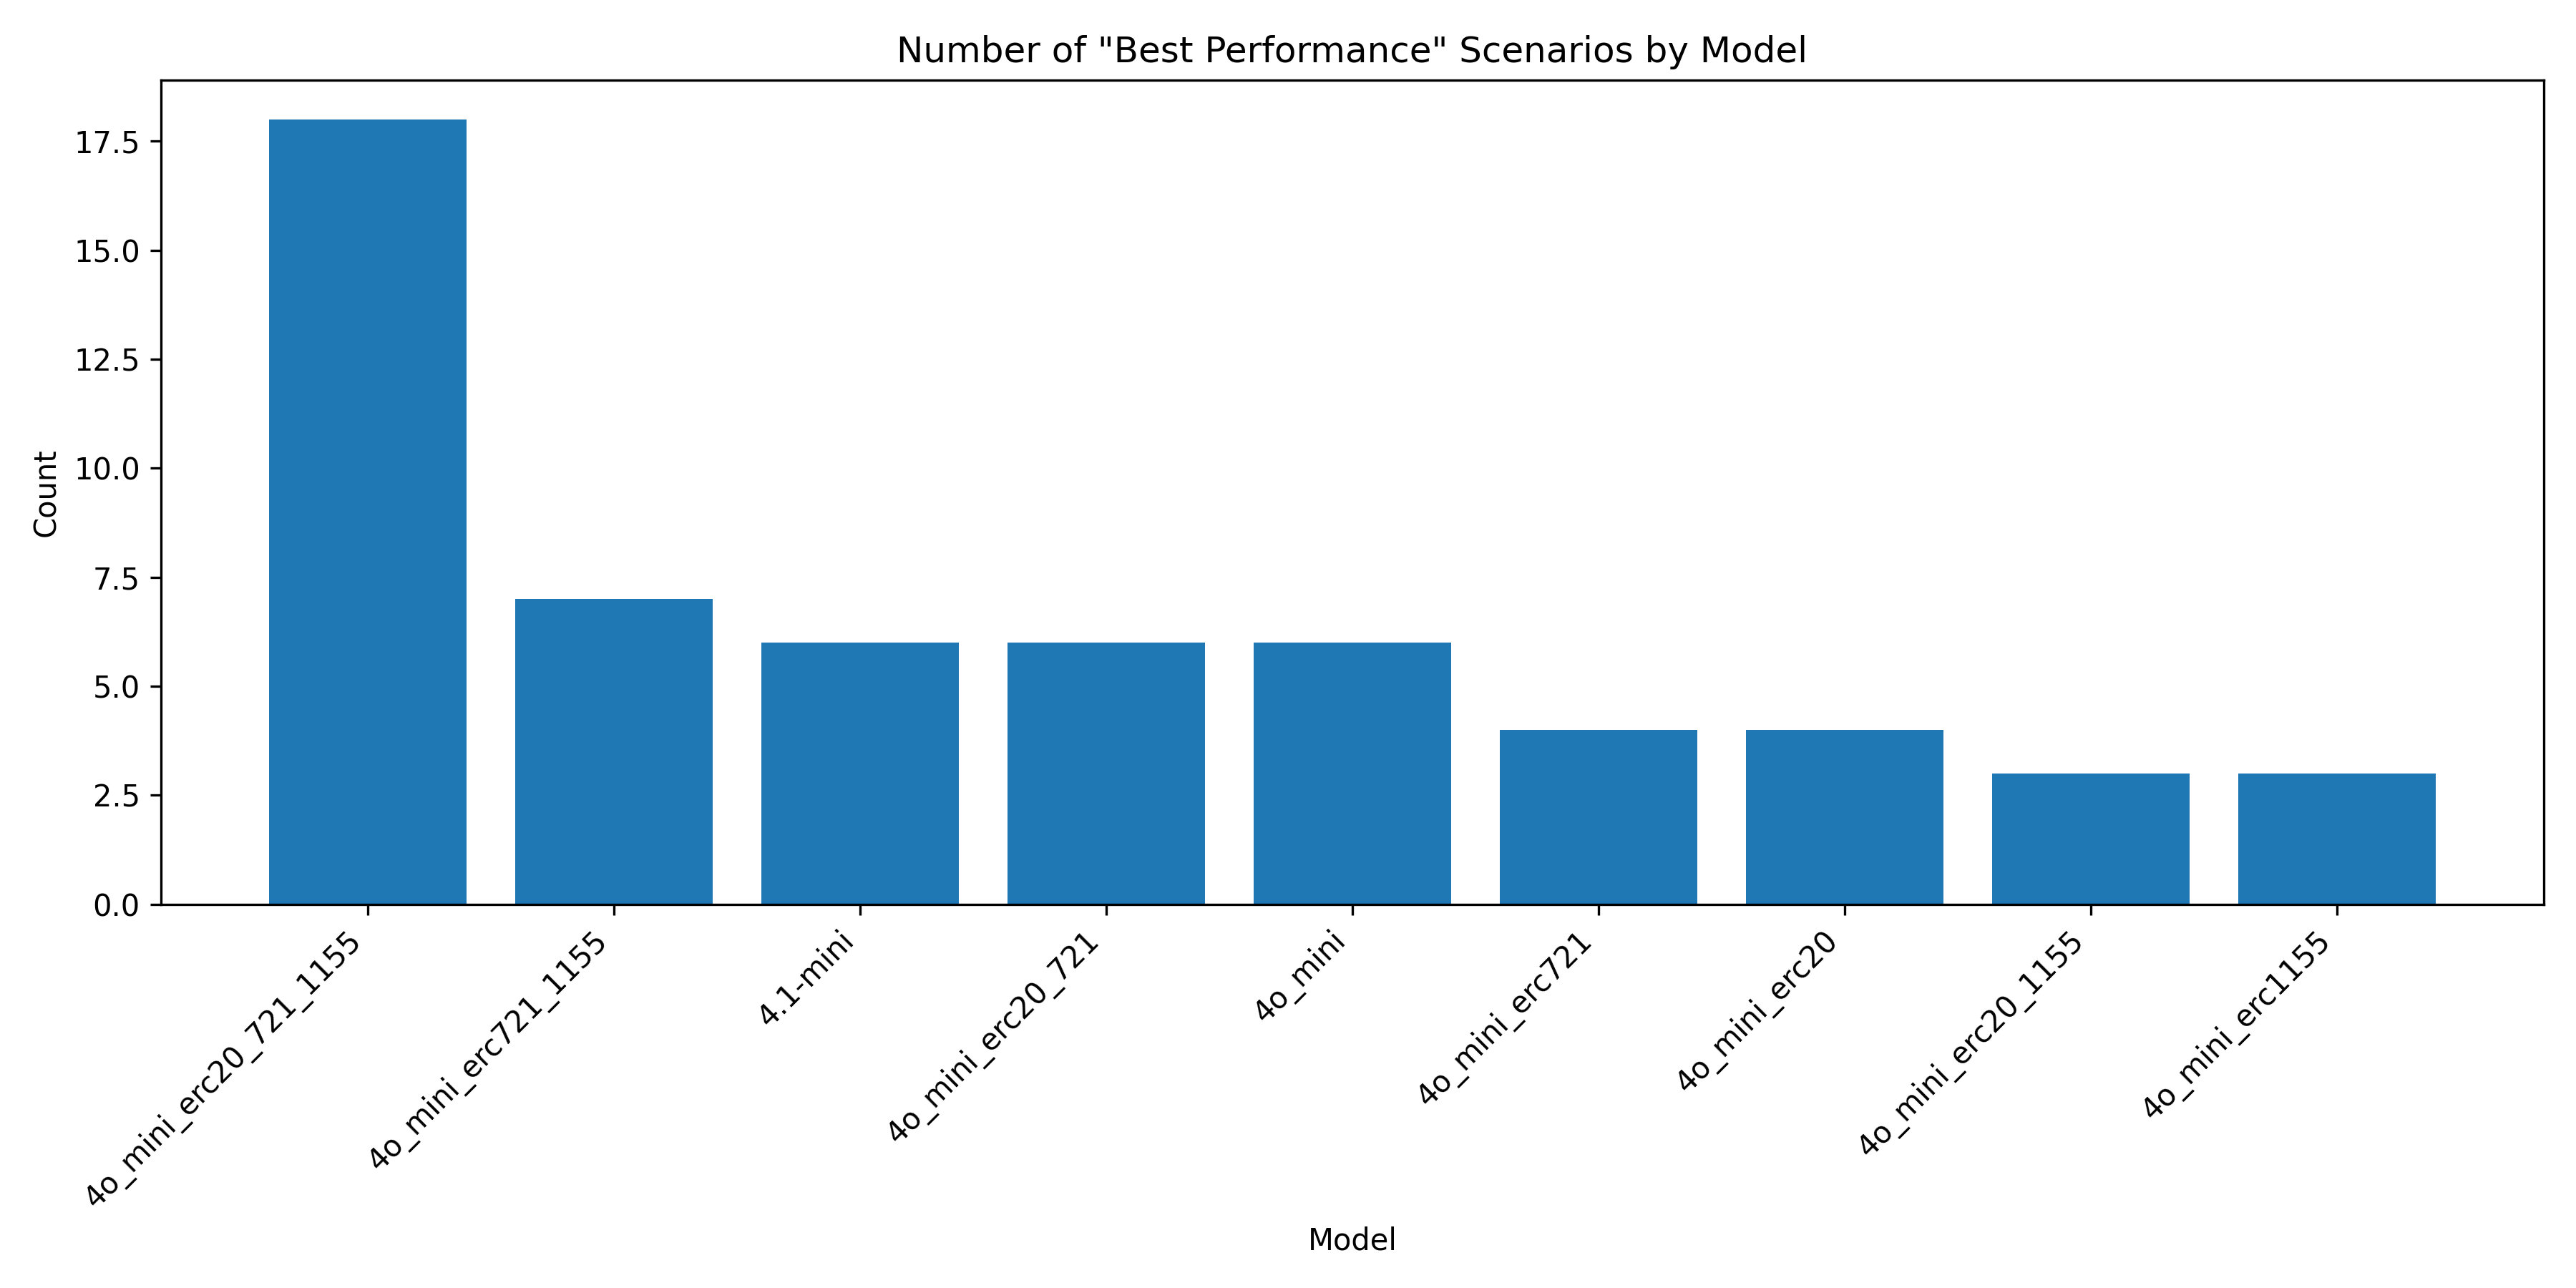 Number of "Best Performance" Scenarios by Model
Count
17.5
15.0
12.5
10.0
7.5
5.0
2.5
0.0
4o_mini_erc20_721_1155
4o_mini_erc721_1155
4.1-mini
4o_mini_erc20_721
4o_mini
4o_mini_erc721
4o_mini_erc20
4o_mini_erc20_1155
4o_mini_erc1155
Model